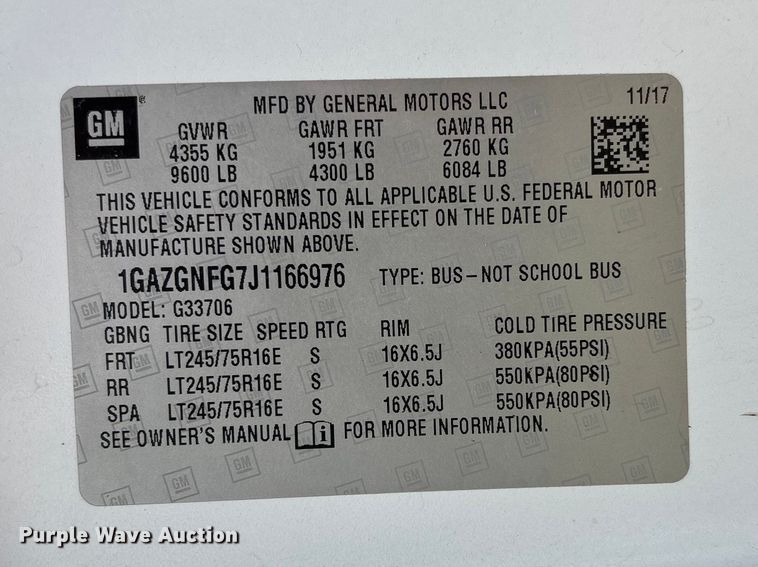 GM
MFD BY GENERAL MOTORS LLC 11/17
GVWR GAWR FRT GAWR RR
4355 KG 1951 KG 2760 KG
9600 LB 4300 LB 6084 LB
THIS VEHICLE CONFORMS TO ALL APPLICABLE U.S. FEDERAL MOTOR
VEHICLE SAFETY STANDARDS IN EFFECT ON THE DATE OF
MANUFACTURE SHOWN ABOVE.
1GAZGNFG7J1166976 TYPE: BUS-NOT SCHOOL BUS
MODEL: G33706
GBNG TIRE SIZE SPEED RTG RIM COLD TIRE PRESSURE
FRT LT245/75R16E S 16X6.5J 380KPA(55PSI)
RR LT245/75R16E S 16X6.5J 550KPA(80PSI)
SPA LT245/75R16E S 16X6.5J 550KPA(80PSI)
SEE OWNER'S MANUAL i FOR MORE INFORMATION.
Purple Wave Auction